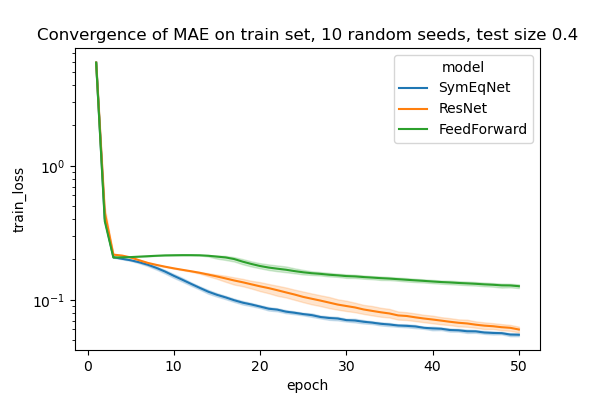 Convergence of MAE on train set, 10 random seeds, test size 0.4
train_loss
10⁰
10⁻¹
model
SymEqNet
ResNet
FeedForward
0 10 20 30 40 50
epoch